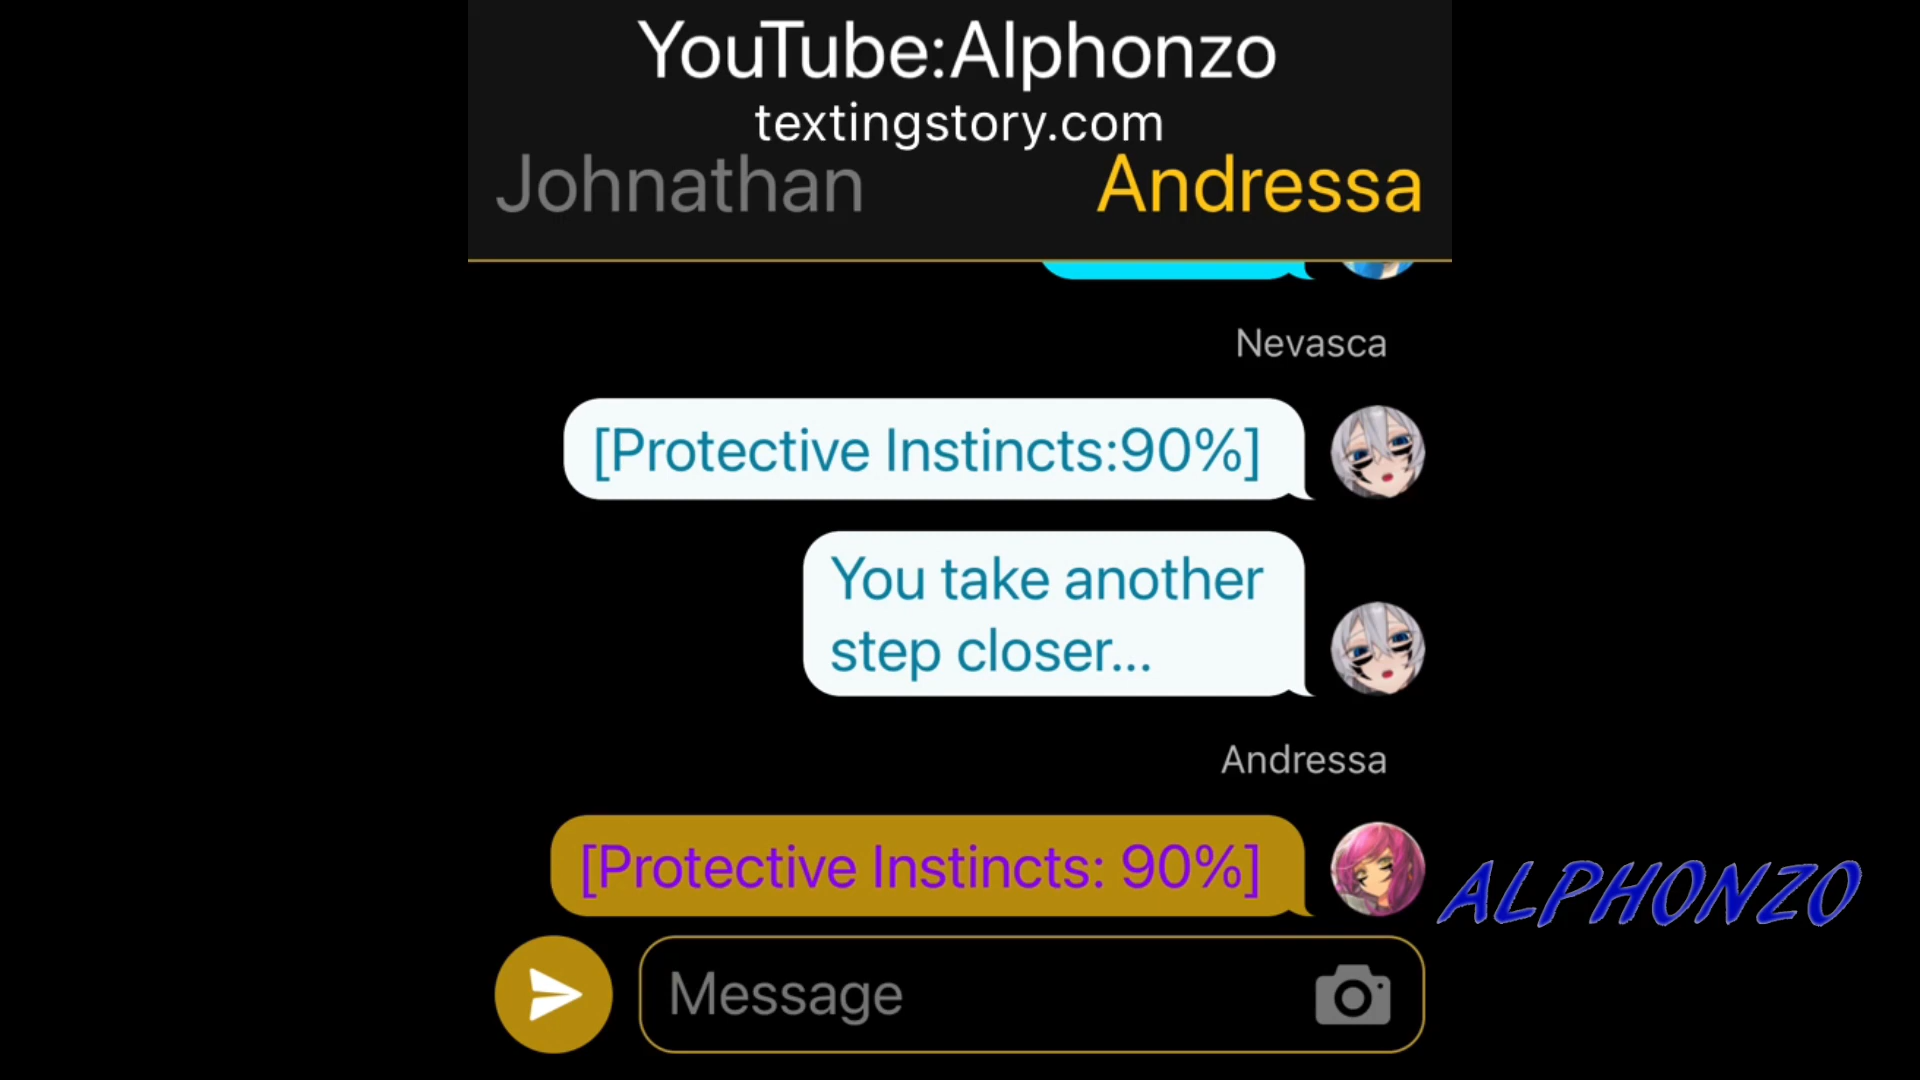 YouTube:Alphonzo
textingstory.com
Johnathan Andressa
Nevasca
[Protective Instincts:90%]
You take another
step closer...
Andressa
[Protective Instincts: 90%]
ALPHONZO
Message